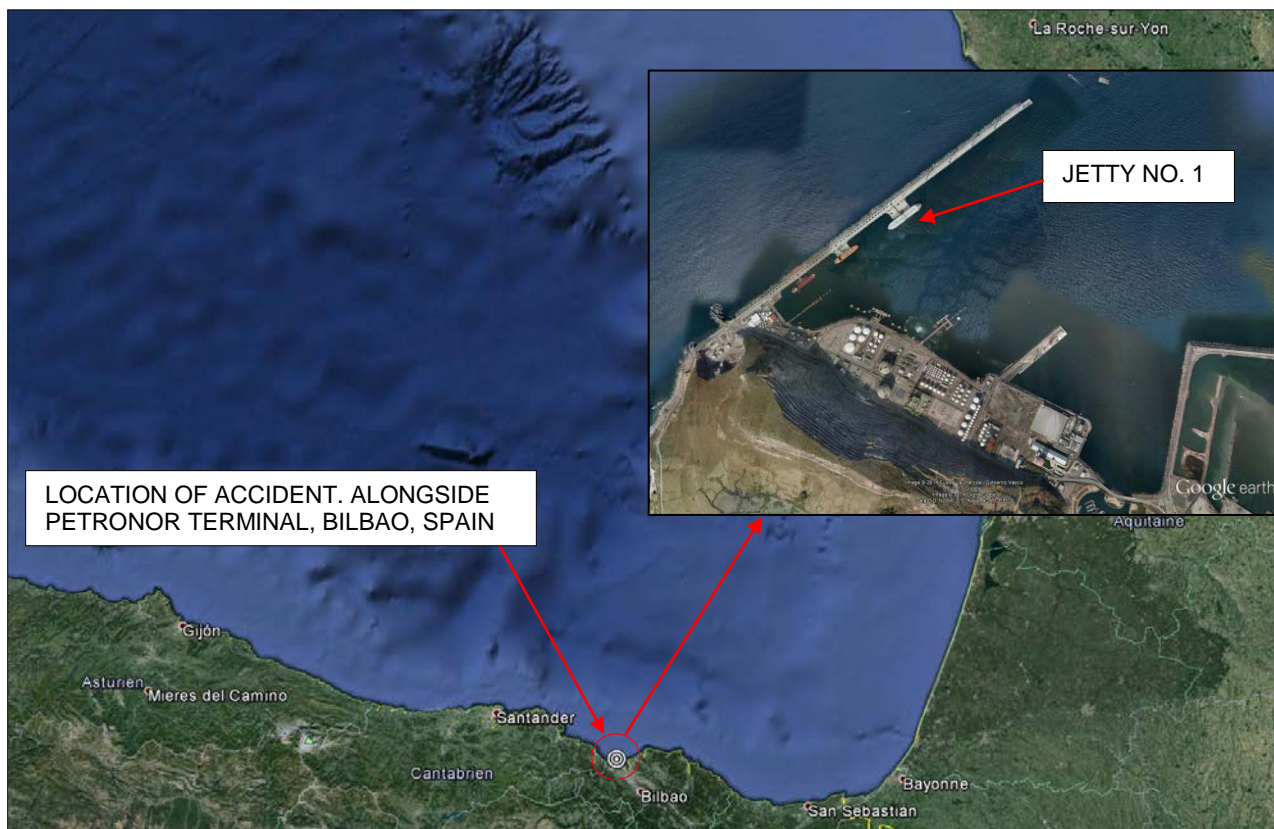 La Roche-sur-Yon
JETTY NO. 1
Google earth
LOCATION OF ACCIDENT. ALONGSIDE
PETRONOR TERMINAL, BILBAO, SPAIN
Aquitaine
Gijón
Asturien
Mieres del Camino
Santander
Cantabrien
Bilbao
Bayonne
San Sebastián